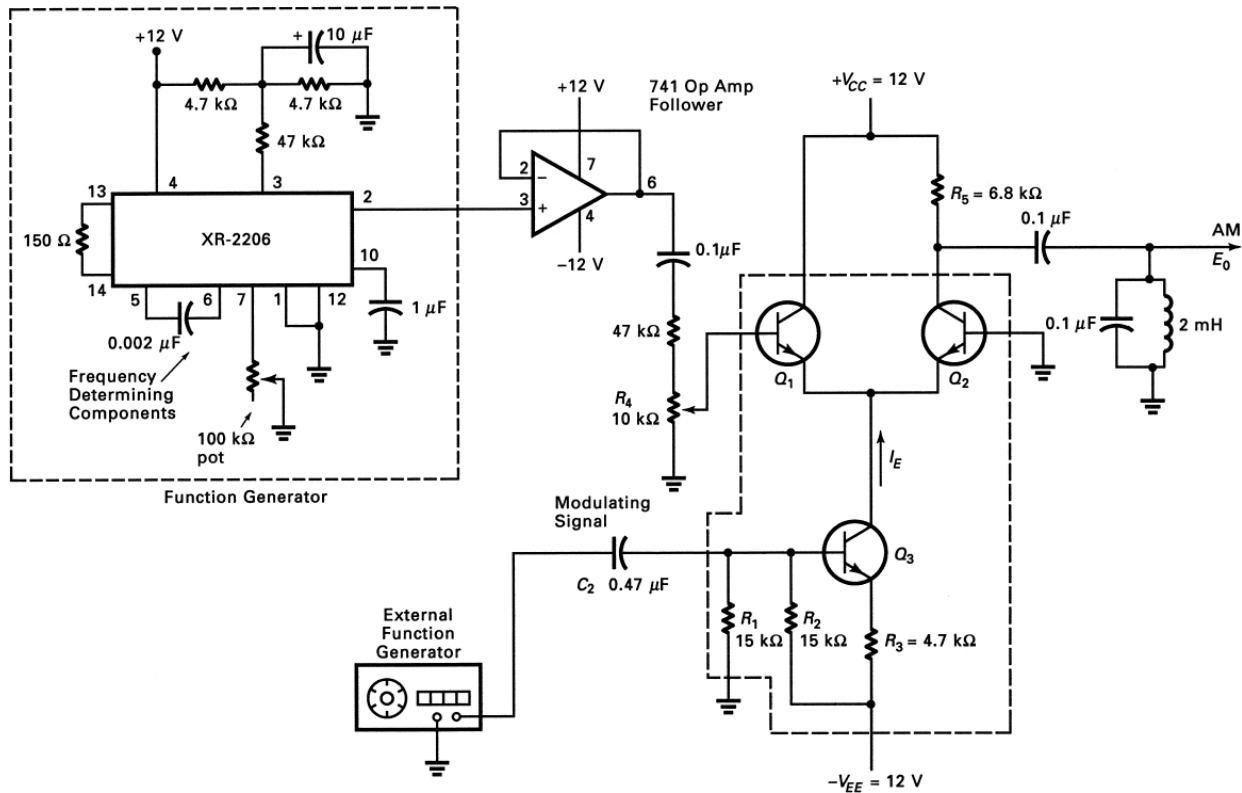 +12 V
+
10 μF
4.7 kΩ
4.7 kΩ
47 kΩ
13
4
3
2
150 Ω
XR-2206
10
14
5
6
7
1
12
1 μF
0.002 μF
Frequency
Determining
Components
100 kΩ
pot
Function Generator
+12 V
741 Op Amp
Follower
2
−
7
6
3
+
4
−12 V
0.1μF
47 kΩ
R4
10 kΩ
+VCC = 12 V
R5 = 6.8 kΩ
0.1 μF
AM
E0
0.1 μF
2 mH
Q1
Q2
IE
Modulating
Signal
C2 0.47 μF
Q3
R1
15 kΩ
R2
15 kΩ
R3 = 4.7 kΩ
External
Function
Generator
−VEE = 12 V